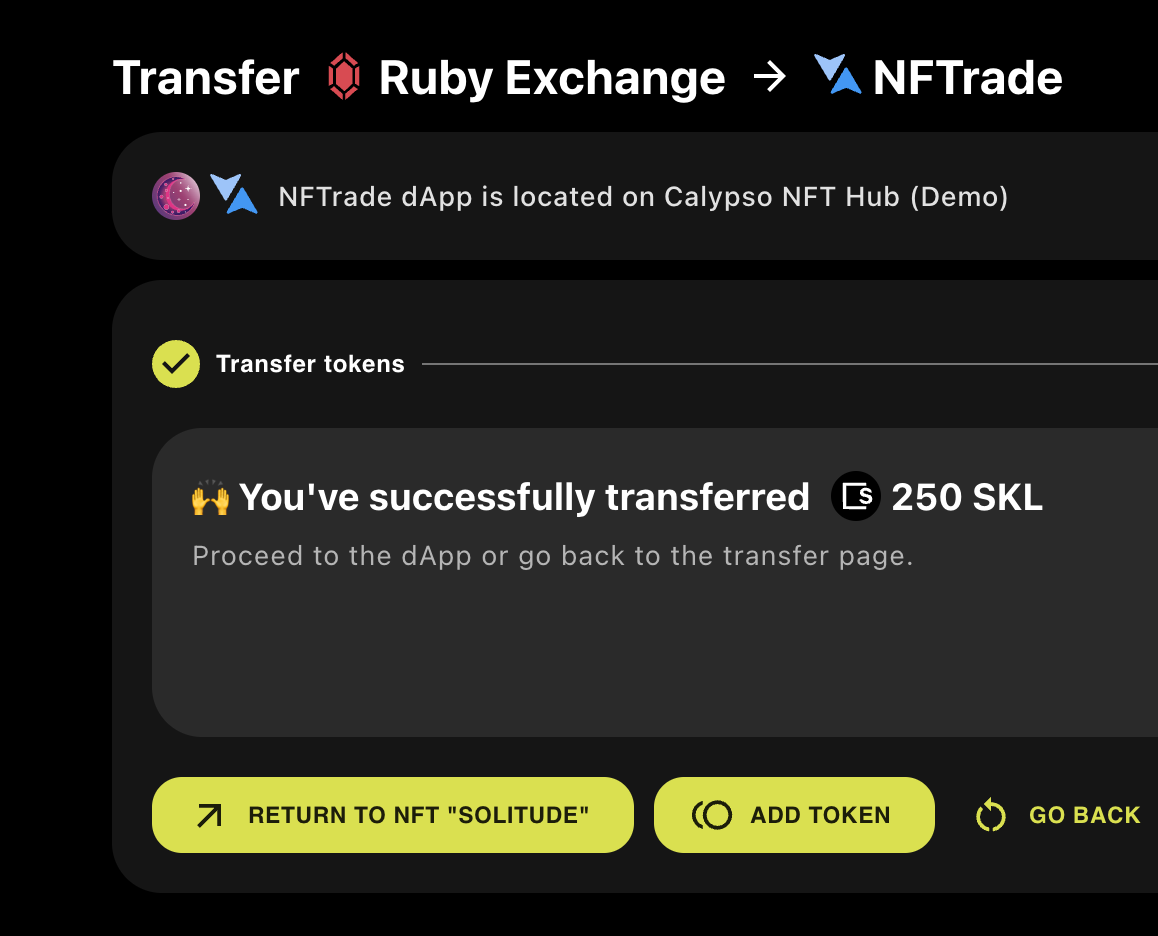 Transfer Ruby Exchange → NFTrade
NFTrade dApp is located on Calypso NFT Hub (Demo)
Transfer tokens
🙌 You've successfully transferred S 250 SKL
Proceed to the dApp or go back to the transfer page.
RETURN TO NFT "SOLITUDE" ADD TOKEN GO BACK